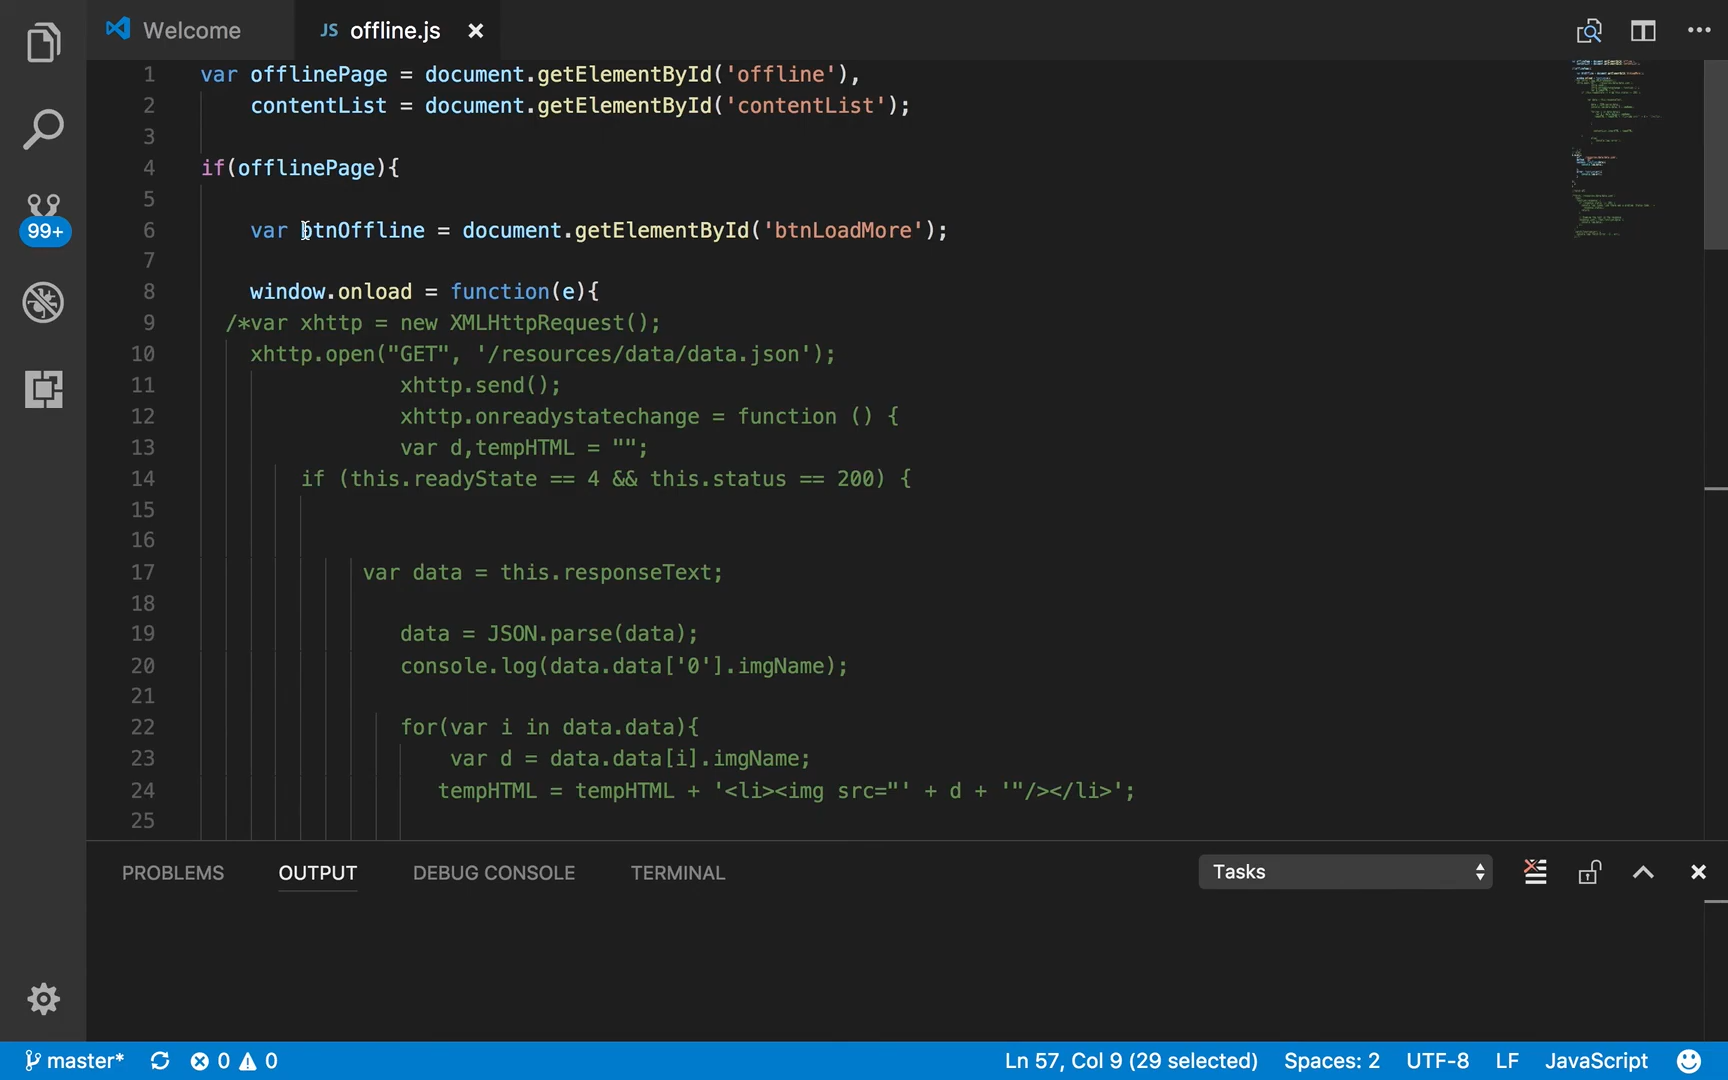 Welcome
JS offline.js
1 var offlinePage = document.getElementById('offline'),
2 contentList = document.getElementById('contentList');
3
4 if(offlinePage){
5
6 var btnOffline = document.getElementById('btnLoadMore');
7
8 window.onload = function(e){
9 /*var xhttp = new XMLHttpRequest();
10 xhttp.open("GET", '/resources/data/data.json');
11 xhttp.send();
12 xhttp.onreadystatechange = function () {
13 var d,tempHTML = "";
14 if (this.readyState == 4 && this.status == 200) {
15
16
17 var data = this.responseText;
18
19 data = JSON.parse(data);
20 console.log(data.data['0'].imgName);
21
22 for(var i in data.data){
23 var d = data.data[i].imgName;
24 tempHTML = tempHTML + '<li><img src="' + d + '"/></li>';
25
99+
PROBLEMS OUTPUT DEBUG CONSOLE TERMINAL Tasks
master* 0 0 Ln 57, Col 9 (29 selected) Spaces: 2 UTF-8 LF JavaScript